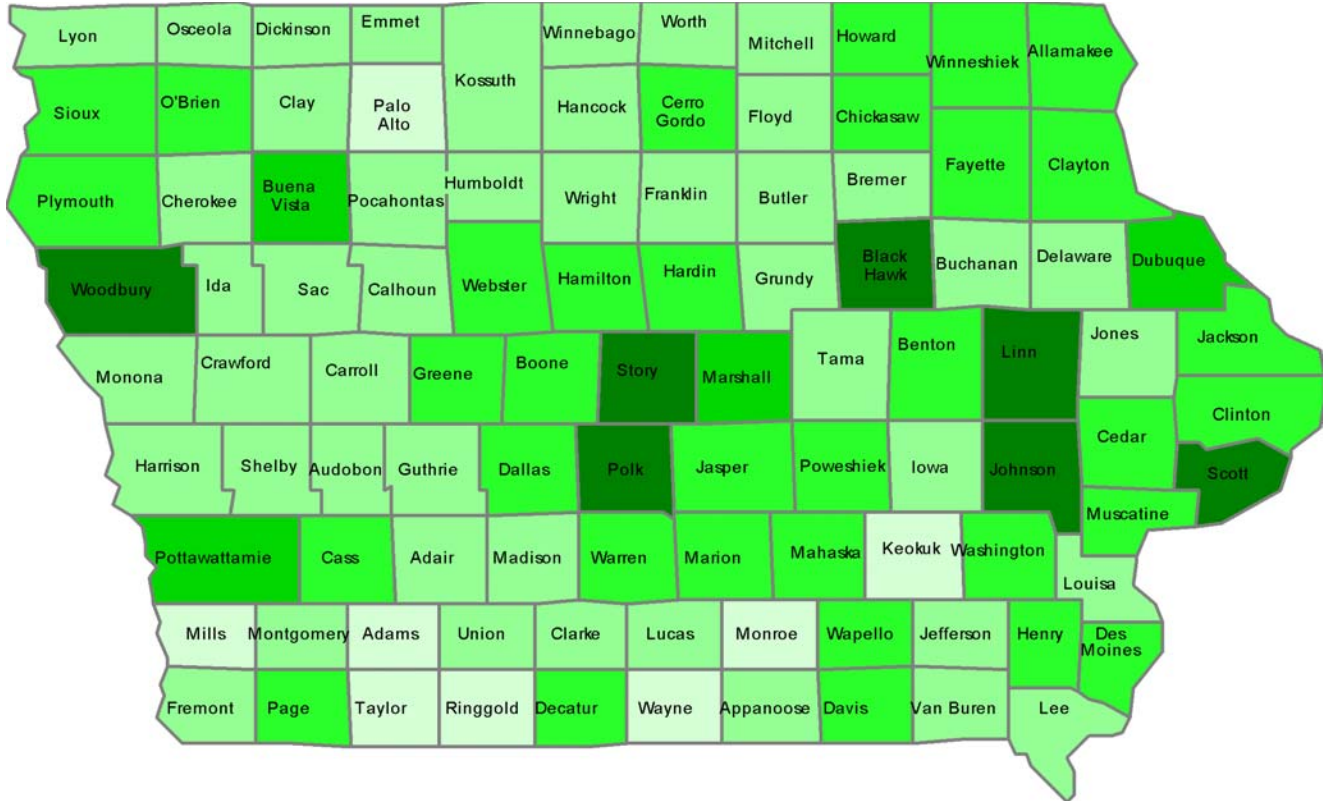 Lyon
Osceola
Dickinson
Emmet
Kossuth
Winnebago
Worth
Mitchell
Howard
Winneshiek
Allamakee
Sioux
O'Brien
Clay
Palo
Alto
Hancock
Cerro
Gordo
Floyd
Chickasaw
Plymouth
Cherokee
Buena
Vista
Pocahontas
Humboldt
Wright
Franklin
Butler
Bremer
Fayette
Clayton
Woodbury
Ida
Sac
Calhoun
Webster
Hamilton
Hardin
Grundy
Black
Hawk
Buchanan
Delaware
Dubuque
Monona
Crawford
Carroll
Greene
Boone
Story
Marshall
Tama
Benton
Linn
Jones
Jackson
Clinton
Harrison
Shelby
Audobon
Guthrie
Dallas
Polk
Jasper
Poweshiek
Iowa
Johnson
Cedar
Scott
Muscatine
Pottawattamie
Cass
Adair
Madison
Warren
Marion
Mahaska
Keokuk
Washington
Louisa
Mills
Montgomery
Adams
Union
Clarke
Lucas
Monroe
Wapello
Jefferson
Henry
Des
Moines
Fremont
Page
Taylor
Ringgold
Decatur
Wayne
Appanoose
Davis
Van Buren
Lee